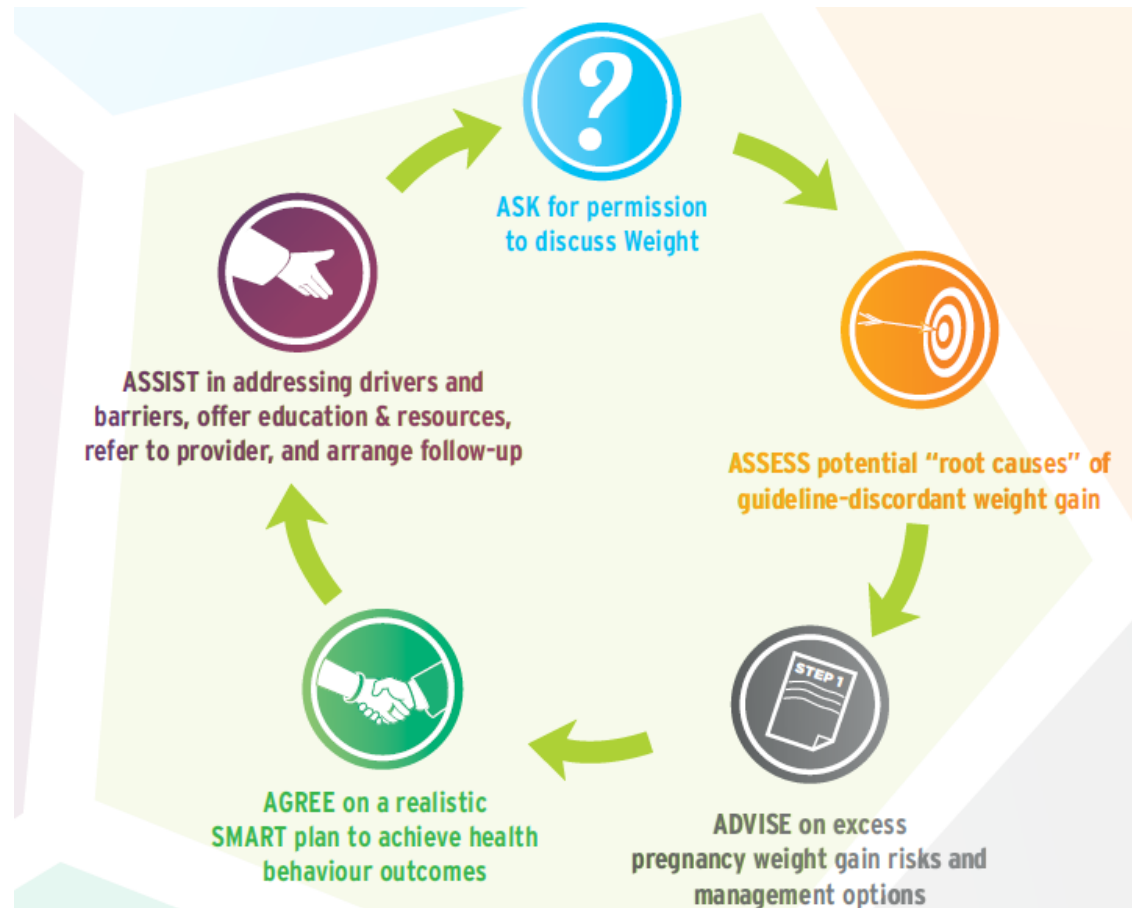 ?
ASK for permission
to discuss Weight
ASSESS potential “root causes” of
guideline-discordant weight gain
STEP 1
ADVISE on excess
pregnancy weight gain risks and
management options
AGREE on a realistic
SMART plan to achieve health
behaviour outcomes
ASSIST in addressing drivers and
barriers, offer education & resources,
refer to provider, and arrange follow-up